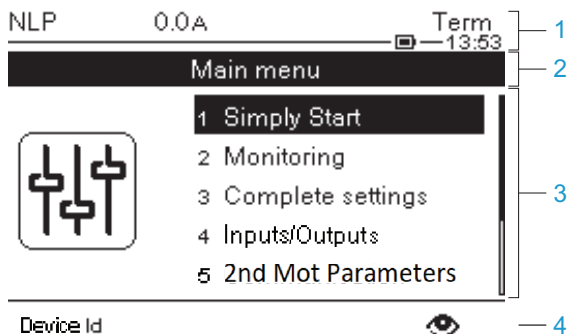 NLP 0.0A Term
13:53 1
Main menu 2
1 Simply Start
2 Monitoring
3 Complete settings 3
4 Inputs/Outputs
5 2nd Mot Parameters
Device Id 4